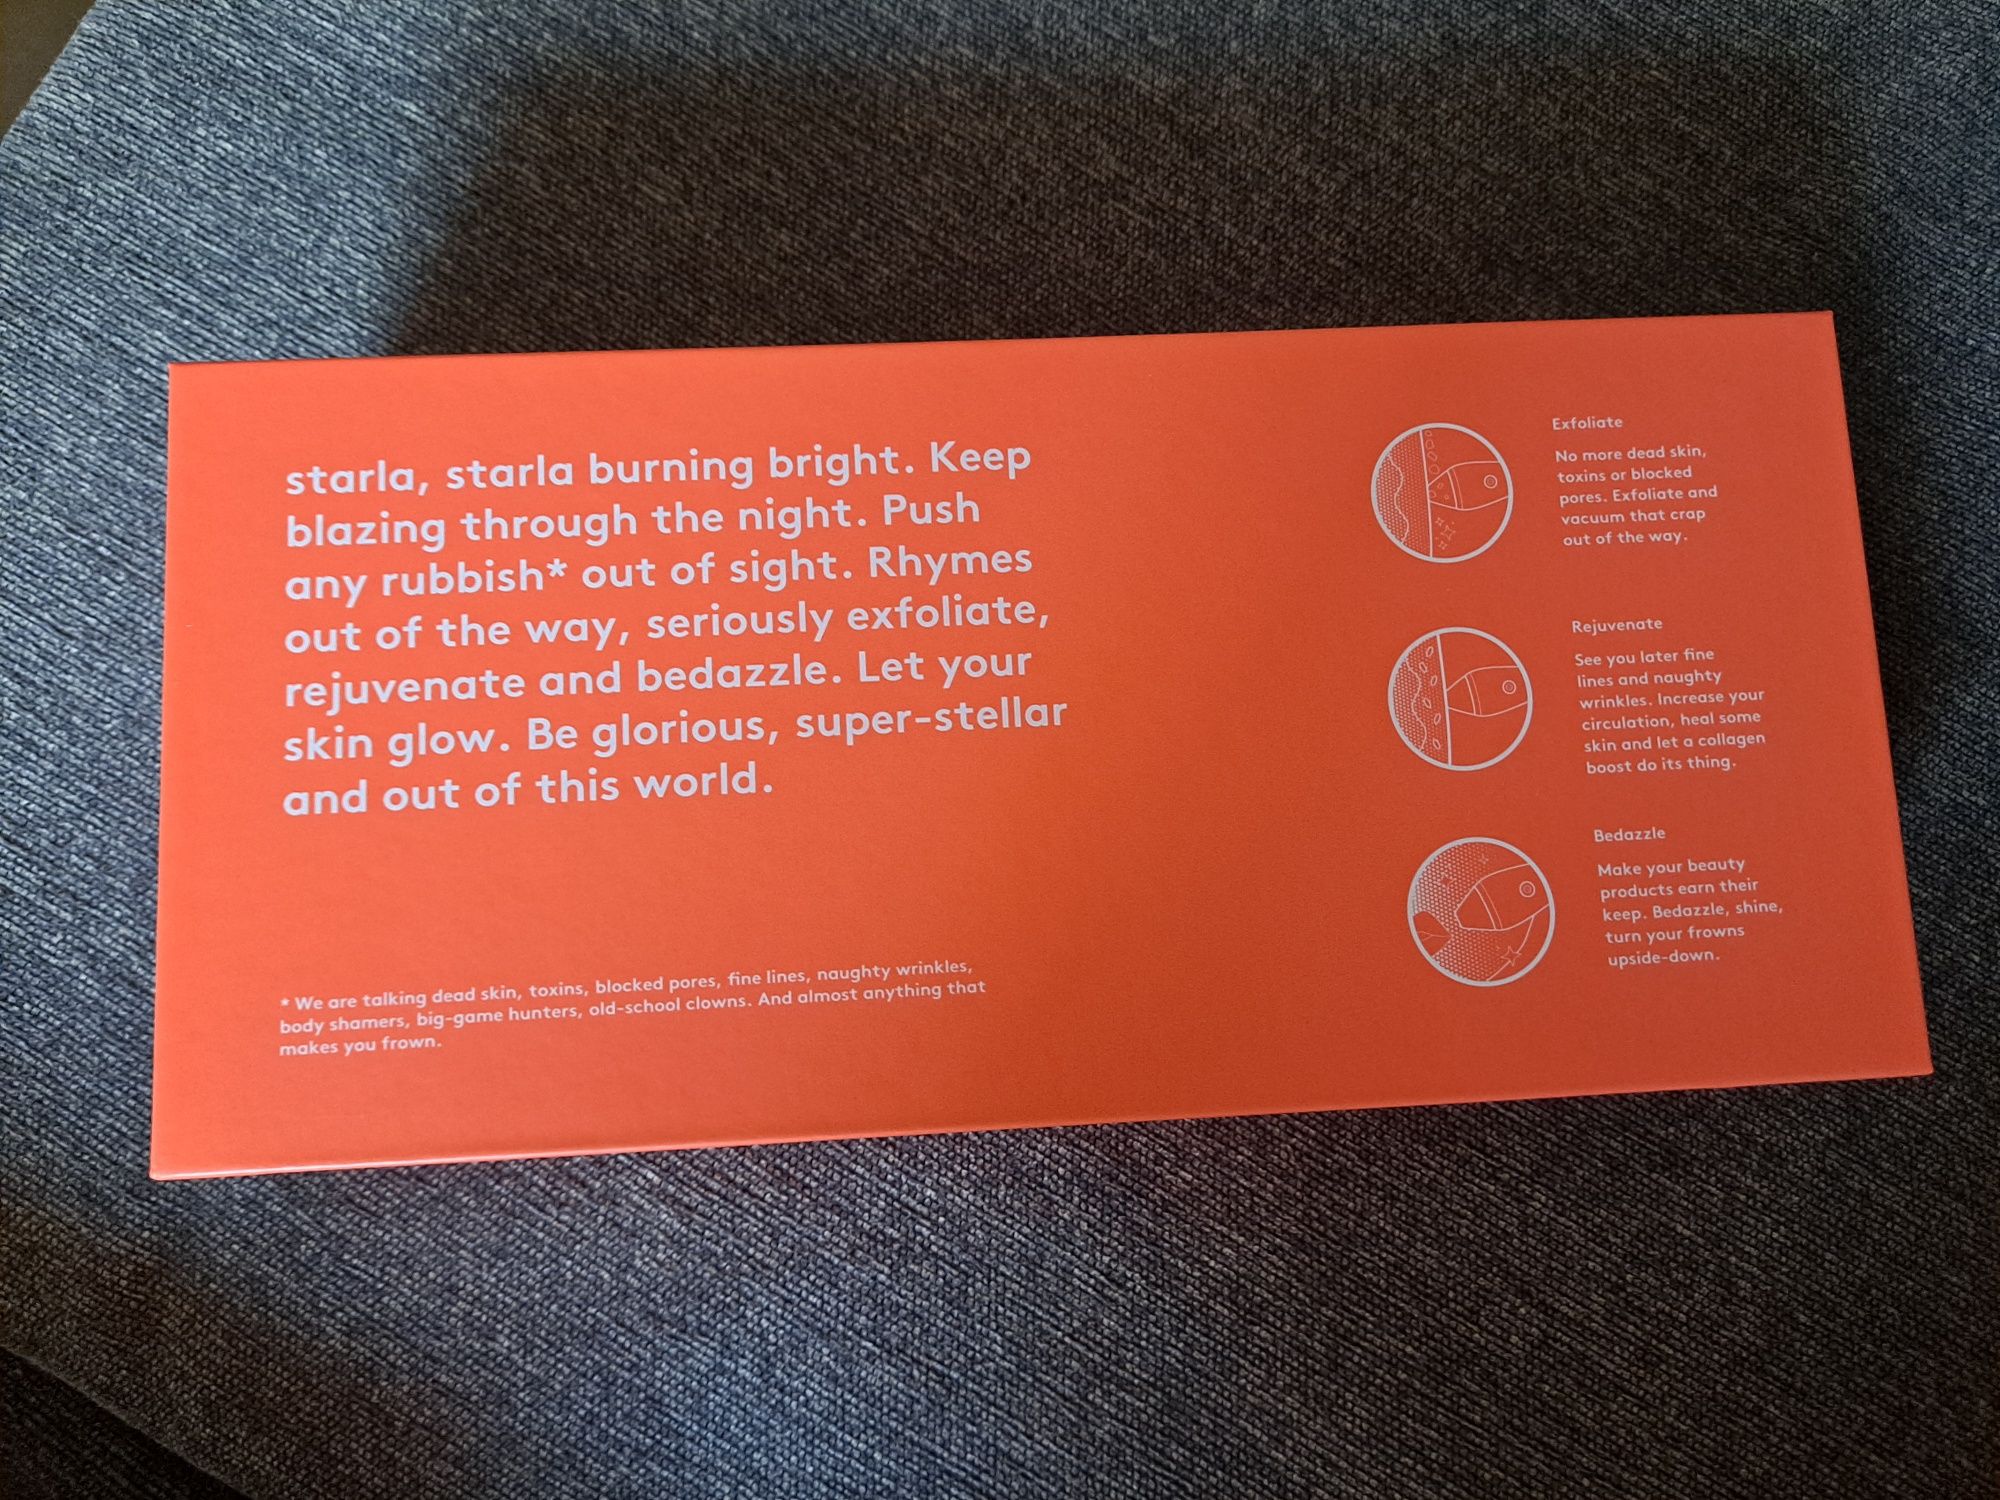 starla, starla burning bright. Keep
blazing through the night. Push
any rubbish* out of sight. Rhymes
out of the way, seriously exfoliate,
rejuvenate and bedazzle. Let your
skin glow. Be glorious, super-stellar
and out of this world.
* We are talking dead skin, toxins, blocked pores, fine lines, naughty wrinkles,
body shamers, big-game hunters, old-school clowns. And almost anything that
makes you frown.
Exfoliate
No more dead skin,
toxins or blocked
pores. Exfoliate and
vacuum that crap
out of the way.
Rejuvenate
See you later fine
lines and naughty
wrinkles. Increase your
circulation, heal some
skin and let a collagen
boost do its thing.
Bedazzle
Make your beauty
products earn their
keep. Bedazzle, shine,
turn your frowns
upside-down.